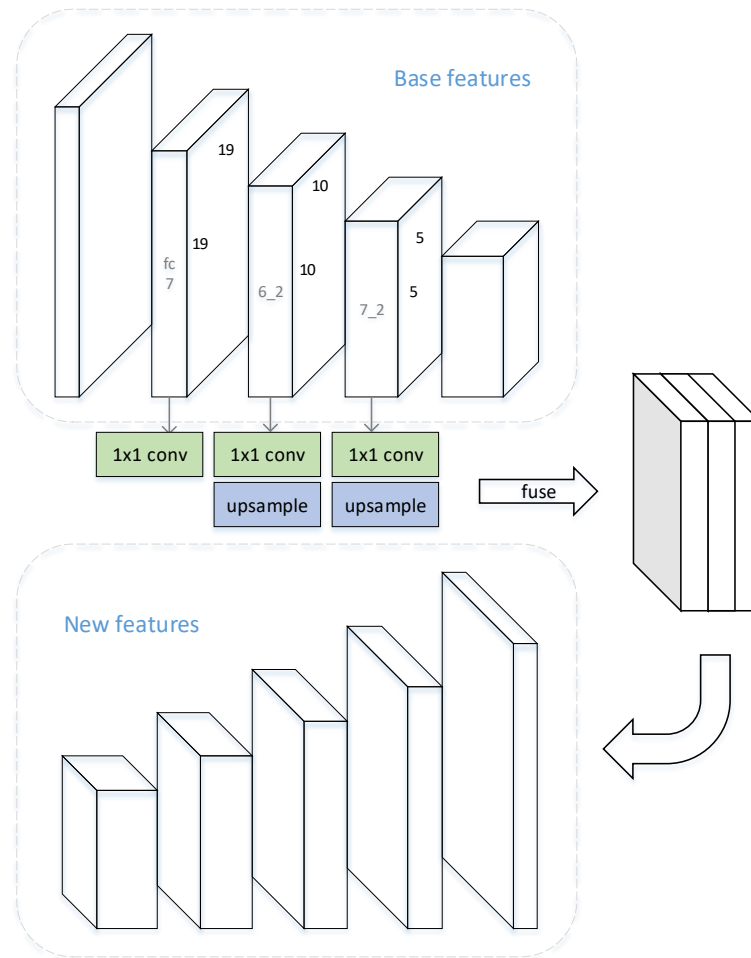 Base features
19
19
fc
7
10
10
6_2
5
5
7_2
1x1 conv
1x1 conv
1x1 conv
upsample
upsample
fuse
New features